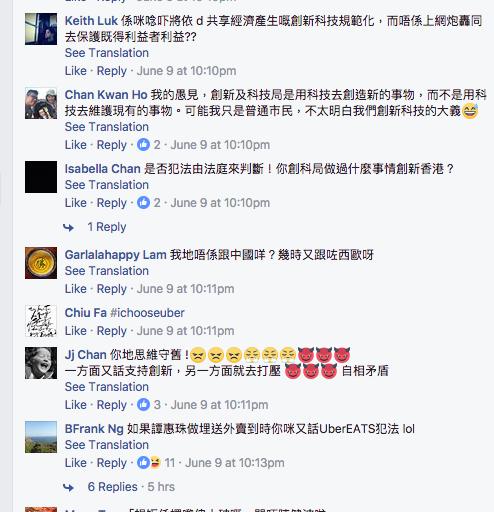 Keith Luk 係咪唸吓將依 d 共享經濟產生嘅創新科技規範化，而唔係上網炮轟同
去保護既得利益者利益??
See Translation
Like · Reply · June 9 at 10:10pm
Chan Kwan Ho 我的愚見，創新及科技局是用科技去創造新的事物，而不是用科
技去維護現有的事物。可能我只是普通市民，不太明白我們創新科技的大義😅
See Translation
Like · Reply · 2 · June 9 at 10:10pm
Isabella Chan 是否犯法由法庭來判斷！你創科局做過什麼事情創新香港？
See Translation
Like · Reply · 2 · June 9 at 10:10pm
1 Reply
Garlalahappy Lam 我地唔係跟中國咩？幾時又跟咗西歐呀
See Translation
Like · Reply · June 9 at 10:11pm
Chiu Fa #ichooseuber
Like · Reply · June 9 at 10:11pm
Jj Chan 你地思維守舊 !😠😠😠😤😤😤👿👿👿
一方面又話支持創新，另一方面就去打壓 👿👿👿 自相矛盾
Like · Reply · 3 · June 9 at 10:11pm
BFrank Ng 如果譚惠珠做埋送外賣到時你咪又話UberEATS犯法 lol
See Translation
Like · Reply · 11 · June 9 at 10:13pm
6 Replies · 5 hrs